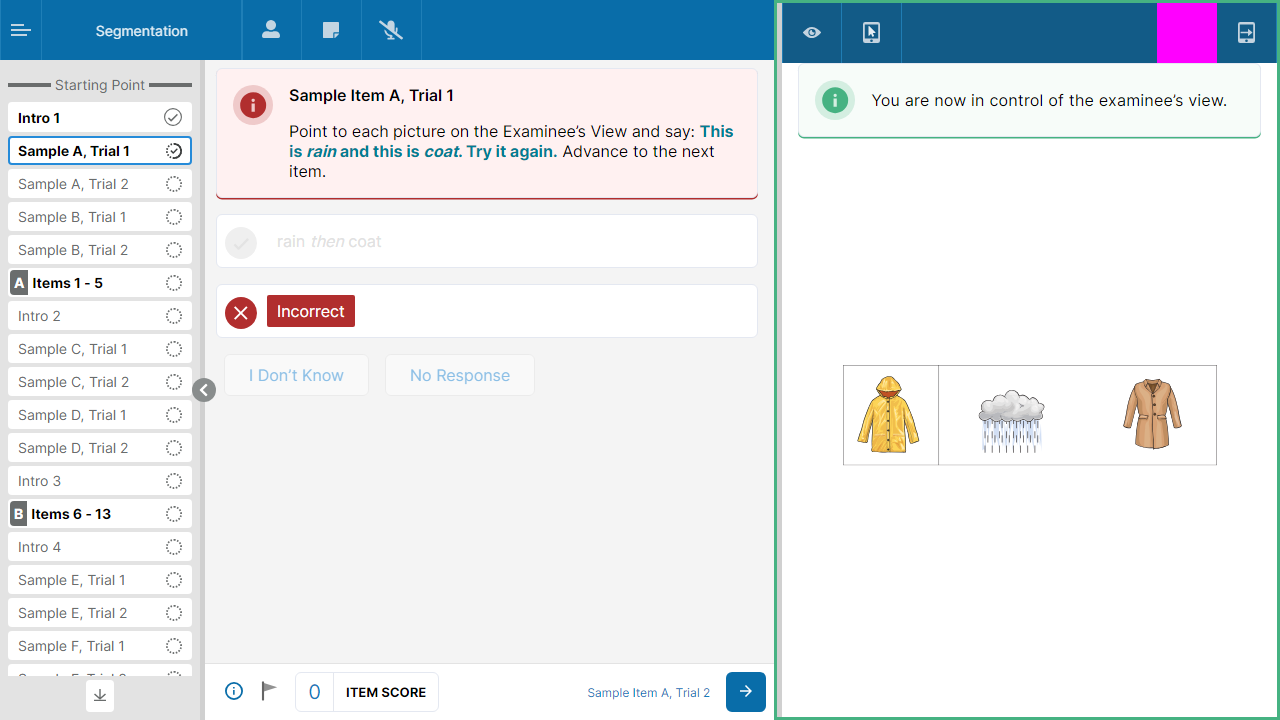 Segmentation
Starting Point
Intro 1
Sample A, Trial 1
Sample A, Trial 2
Sample B, Trial 1
Sample B, Trial 2
A Items 1 - 5
Intro 2
Sample C, Trial 1
Sample C, Trial 2
Sample D, Trial 1
Sample D, Trial 2
Intro 3
B Items 6 - 13
Intro 4
Sample E, Trial 1
Sample E, Trial 2
Sample F, Trial 1
Sample Item A, Trial 1
Point to each picture on the Examinee’s View and say: This
is rain and this is coat. Try it again. Advance to the next
item.
rain then coat
Incorrect
I Don’t Know
No Response
0 ITEM SCORE
Sample Item A, Trial 2
You are now in control of the examinee’s view.